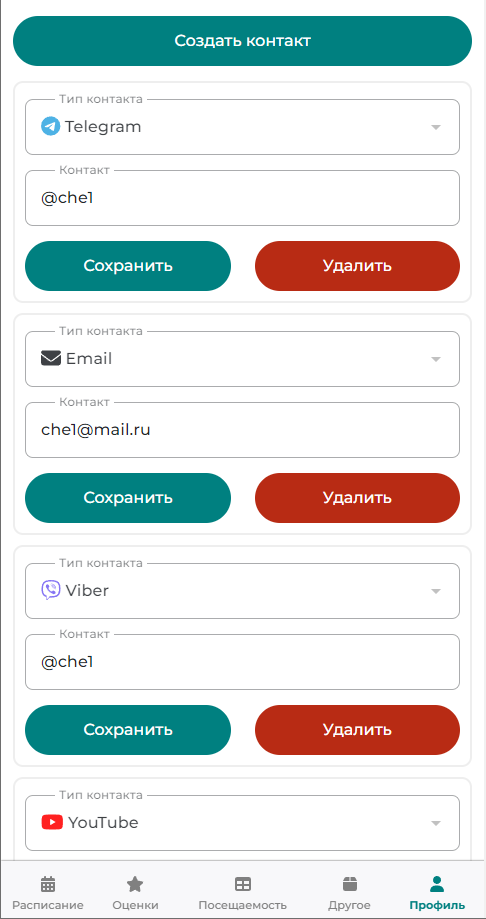 Создать контакт
Тип контакта
Telegram
Контакт
@che1
Сохранить Удалить
Тип контакта
Email
Контакт
che1@mail.ru
Сохранить Удалить
Тип контакта
Viber
Контакт
@che1
Сохранить Удалить
Тип контакта
YouTube
Расписание Оценки Посещаемость Другое Профиль